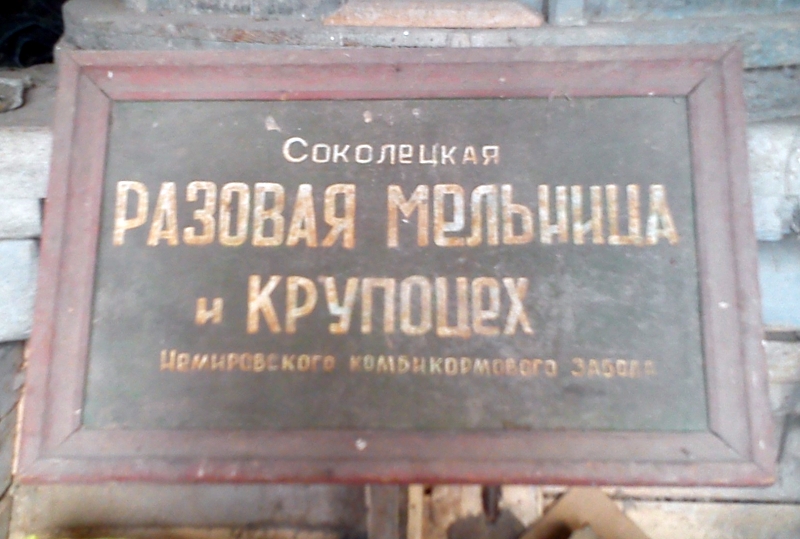 Соколецкая
РАЗОВАЯ МЕЛЬНИЦА
и КРУПОЦЕХ
Немировского комбикормового завода